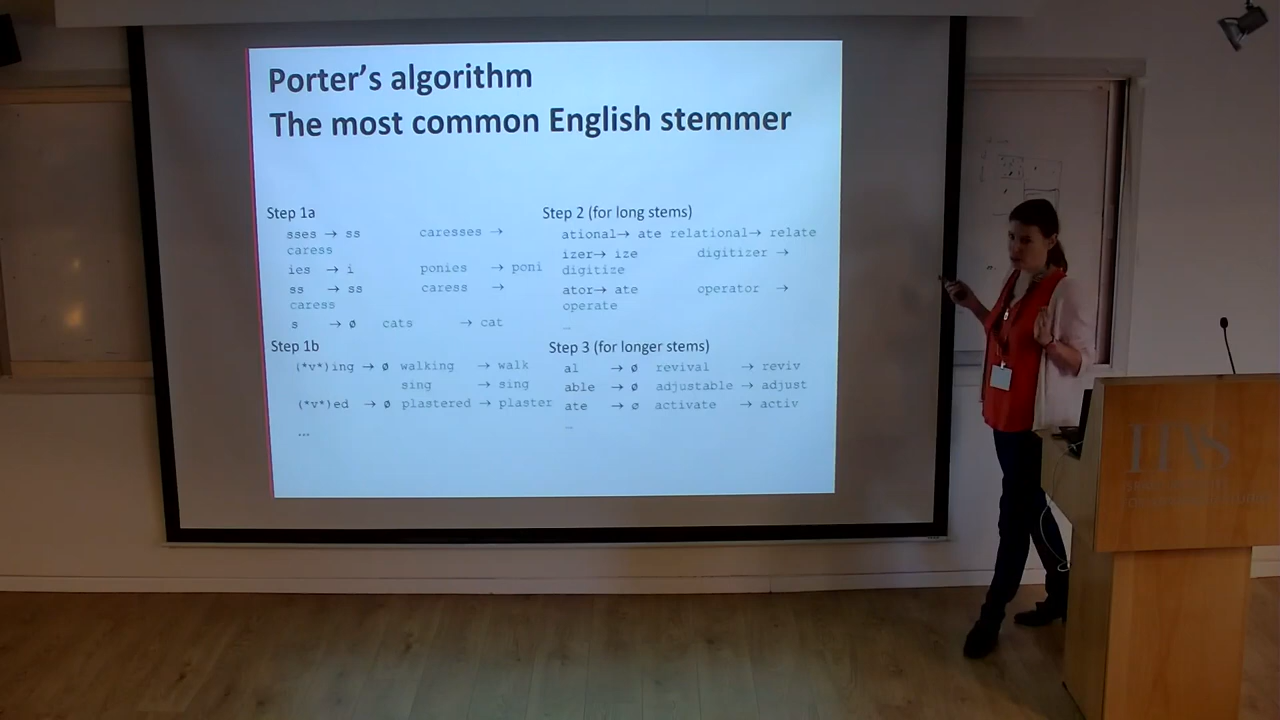 Porter's algorithm
The most common English stemmer
Step 1a
sses → ss caresses →
caress
ies → i ponies → poni
ss → ss caress →
caress
s → ø cats → cat
Step 1b
(*v*)ing → ø walking → walk
sing → sing
(*v*)ed → ø plastered → plaster
…
Step 2 (for long stems)
ational→ ate relational→ relate
izer→ ize digitizer →
digitize
ator→ ate operator →
operate
…
Step 3 (for longer stems)
al → ø revival → reviv
able → ø adjustable → adjust
ate → ø activate → activ
…